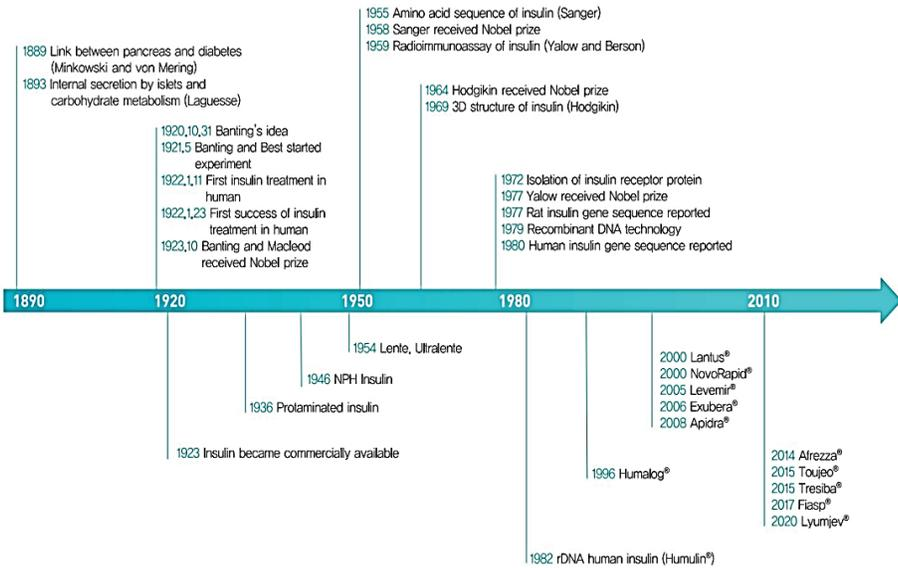 1955 Amino acid sequence of insulin (Sanger)
1958 Sanger received Nobel prize
1959 Radioimmunoassay of insulin (Yalow and Berson)
1889 Link between pancreas and diabetes
(Minkowski and von Mering)
1893 Internal secretion by islets and
carbohydrate metabolism (Laguesse)
1964 Hodgikin received Nobel prize
1969 3D structure of insulin (Hodgikin)
1920.10.31 Banting's idea
1921.5 Banting and Best started
experiment
1922.1.11 First insulin treatment in
human
1922.1.23 First success of insulin
treatment in human
1923.10 Banting and Macleod
received Nobel prize
1972 Isolation of insulin receptor protein
1977 Yalow received Nobel prize
1977 Rat insulin gene sequence reported
1979 Recombinant DNA technology
1980 Human insulin gene sequence reported
1890 1920 1950 1980 2010
1954 Lente, Ultralente
1946 NPH Insulin
1936 Protaminated insulin
1923 Insulin became commercially available
2000 Lantus®
2000 NovoRapid®
2005 Levemir®
2006 Exubera®
2008 Apidra®
1996 Humalog®
2014 Afrezza®
2015 Toujeo®
2015 Tresiba®
2017 Fiasp®
2020 Lyumjev®
1982 rDNA human insulin (Humulin®)